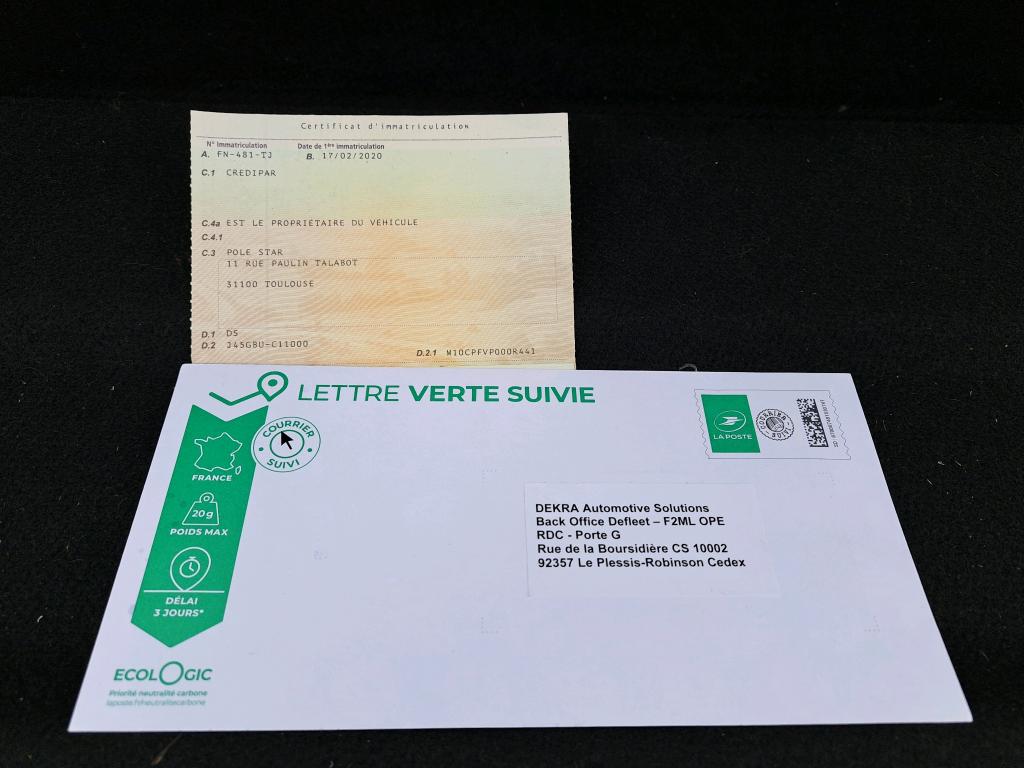 Certificat d'immatriculation
N° Immatriculation Date de 1ère immatriculation
A. FN-481-TJ B. 17/02/2020
C.1 CREDIPAR
C.4a EST LE PROPRIÉTAIRE DU VÉHICULE
C.4.1
C.3 POLE STAR
11 RUE PAULIN TALABOT
31100 TOULOUSE
D.1 DS
D.2 J45GBU-C11000
D.2.1 M10CPFVP000R441
LETTRE VERTE SUIVIE
COURRIER
SUIVI
FRANCE
20g
POIDS MAX
DÉLAI
3 JOURS*
ECOLOGIC
Priorité neutralité carbone
laposte.fr/neutralitecarbone
LA POSTE
DEKRA Automotive Solutions
Back Office Defleet – F2ML OPE
RDC - Porte G
Rue de la Boursidière CS 10002
92357 Le Plessis-Robinson Cedex